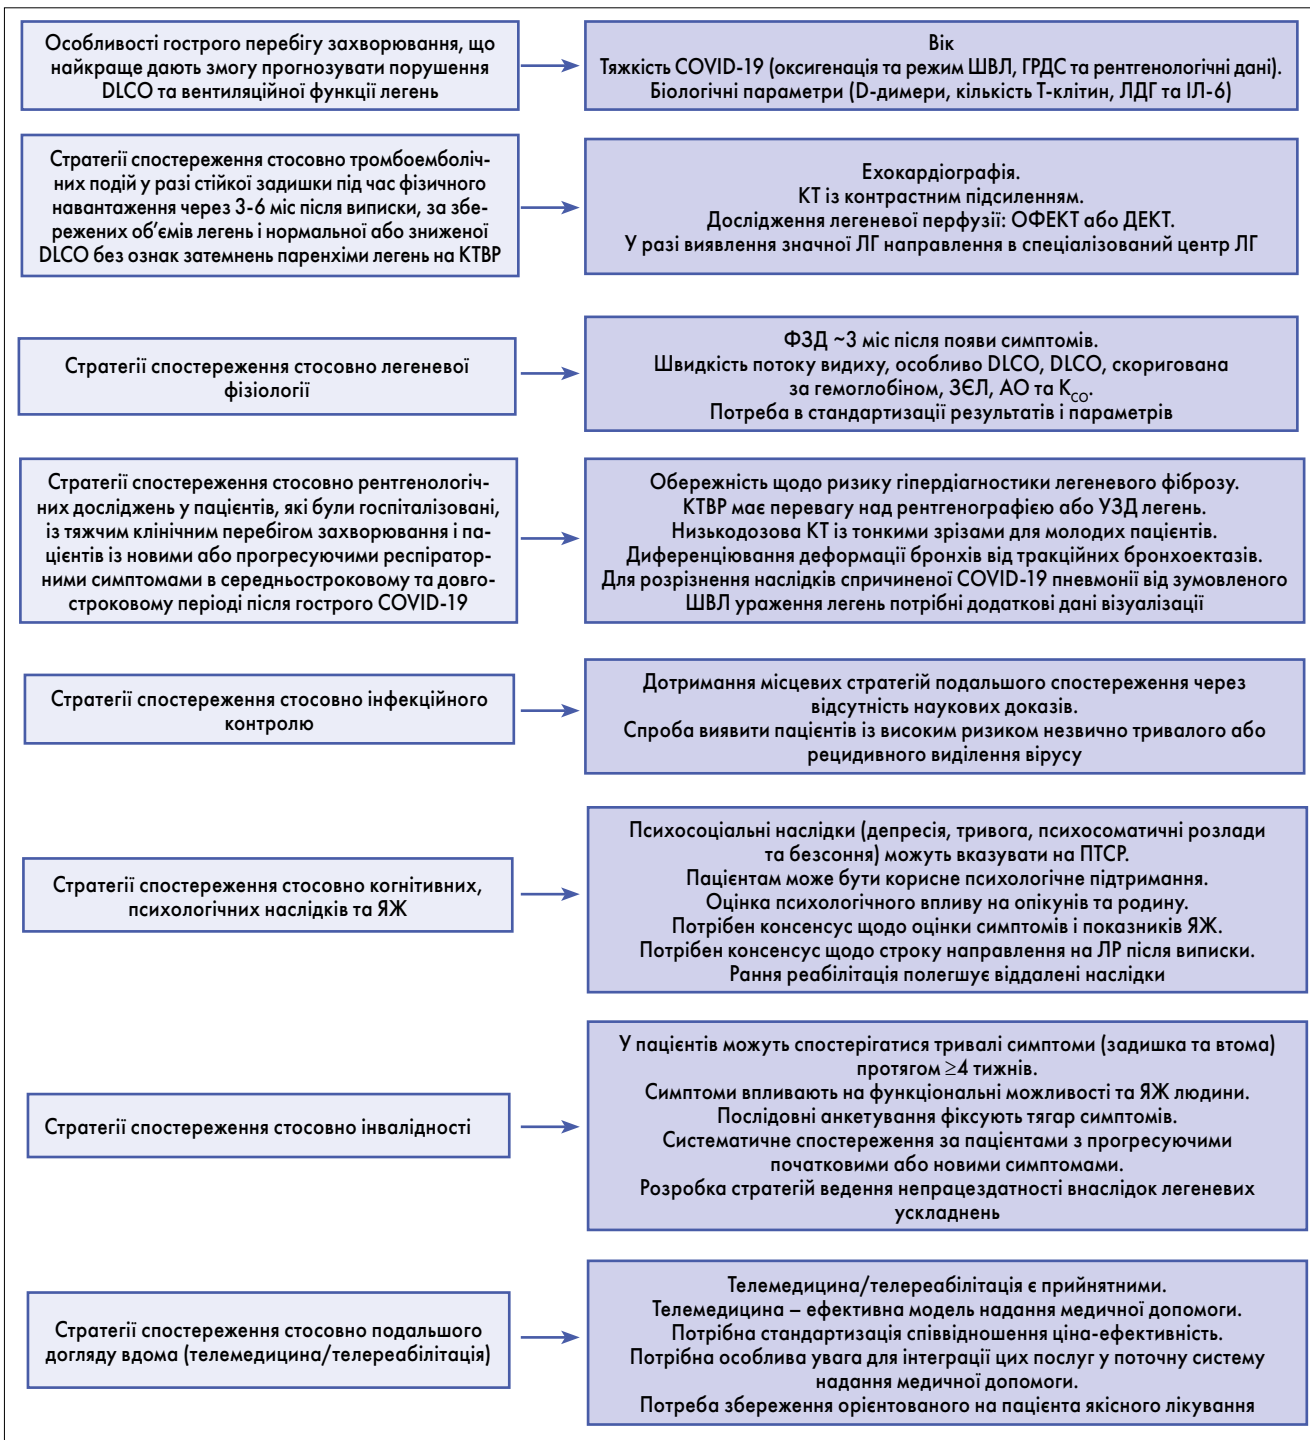 Особливості гострого перебігу захворювання, що
найкраще дають змогу прогнозувати порушення
DLCO та вентиляційної функції легень
Вік
Тяжкість COVID-19 (оксигенація та режим ШВЛ, ГРДС та рентгенологічні дані).
Біологічні параметри (D-димери, кількість Т-клітин, ЛДГ та ІЛ-6)
Стратегії спостереження стосовно тромбоемболіч-
них подій у разі стійкої задишки під час фізичного
навантаження через 3-6 міс після виписки, за збе-
режених об’ємів легень і нормальної або зниженої
DLCO без ознак затемнень паренхіми легень на КТВР
Ехокардіографія.
КТ із контрастним підсиленням.
Дослідження легеневої перфузії: ОФЕКТ або ДЕКТ.
У разі виявлення значної ЛГ направлення в спеціалізований центр ЛГ
Стратегії спостереження стосовно легеневої
фізіології
ФЗД ~3 міс після появи симптомів.
Швидкість потоку видиху, особливо DLCO, DLCO, скоригована
за гемоглобіном, ЗЄЛ, АО та K_CO.
Потреба в стандартизації результатів і параметрів
Стратегії спостереження стосовно рентгенологіч-
них досліджень у пацієнтів, які були госпіталізовані,
із тяжчим клінічним перебігом захворювання і па-
цієнтів із новими або прогресуючими респіратор-
ними симптомами в середньостроковому та довго-
строковому періоді після гострого COVID-19
Обережність щодо ризику гіпердіагностики легеневого фіброзу.
КТВР має перевагу над рентгенографією або УЗД легень.
Низькодозова КТ із тонкими зрізами для молодих пацієнтів.
Диференціювання деформації бронхів від тракційних бронхоектазів.
Для розрізнення наслідків спричиненої COVID-19 пневмонії від зумовленого
ШВЛ ураження легень потрібні додаткові дані візуалізації
Стратегії спостереження стосовно інфекційного
контролю
Дотримання місцевих стратегій подальшого спостереження через
відсутність наукових доказів.
Спроба виявити пацієнтів із високим ризиком незвично тривалого або
рецидивного виділення вірусу
Стратегії спостереження стосовно когнітивних,
психологічних наслідків та ЯЖ
Психосоціальні наслідки (депресія, тривога, психосоматичні розлади
та безсоння) можуть вказувати на ПТСР.
Пацієнтам може бути корисне психологічне підтримання.
Оцінка психологічного впливу на опікунів та родину.
Потрібен консенсус щодо оцінки симптомів і показників ЯЖ.
Потрібен консенсус щодо строку направлення на ЛР після виписки.
Рання реабілітація полегшує віддалені наслідки
Стратегії спостереження стосовно інвалідності
У пацієнтів можуть спостерігатися тривалі симптоми (задишка та втома)
протягом ≥4 тижнів.
Симптоми впливають на функціональні можливості та ЯЖ людини.
Послідовні анкетування фіксують тягар симптомів.
Систематичне спостереження за пацієнтами з прогресуючими
початковими або новими симптомами.
Розробка стратегій ведення непрацездатності внаслідок легеневих
ускладнень
Стратегії спостереження стосовно подальшого
догляду вдома (телемедицина/телереабілітація)
Телемедицина/телереабілітація є прийнятними.
Телемедицина – ефективна модель надання медичної допомоги.
Потрібна стандартизація співвідношення ціна-ефективність.
Потрібна особлива увага для інтеграції цих послуг у поточну систему
надання медичної допомоги.
Потреба збереження орієнтованого на пацієнта якісного лікування